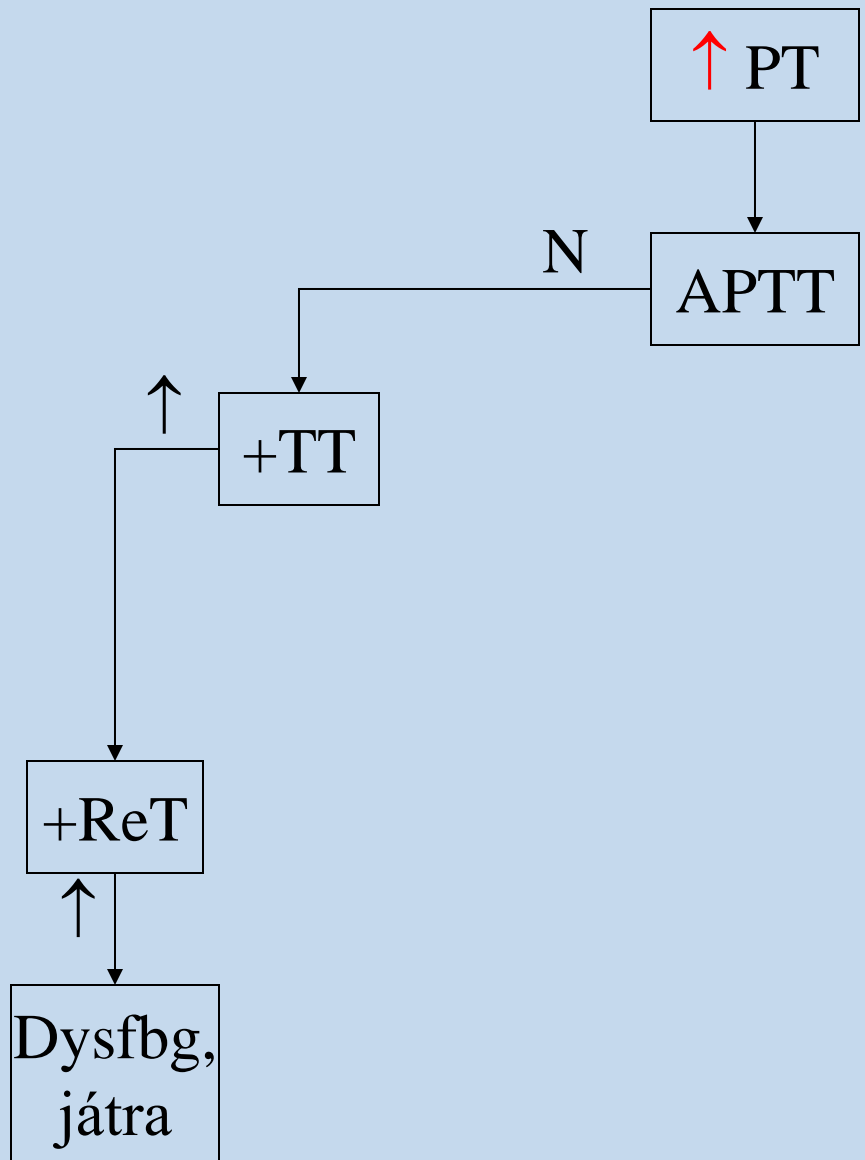 ↑ PT
N
APTT
↑
+TT
+ReT
↑
Dysfbg,
játra